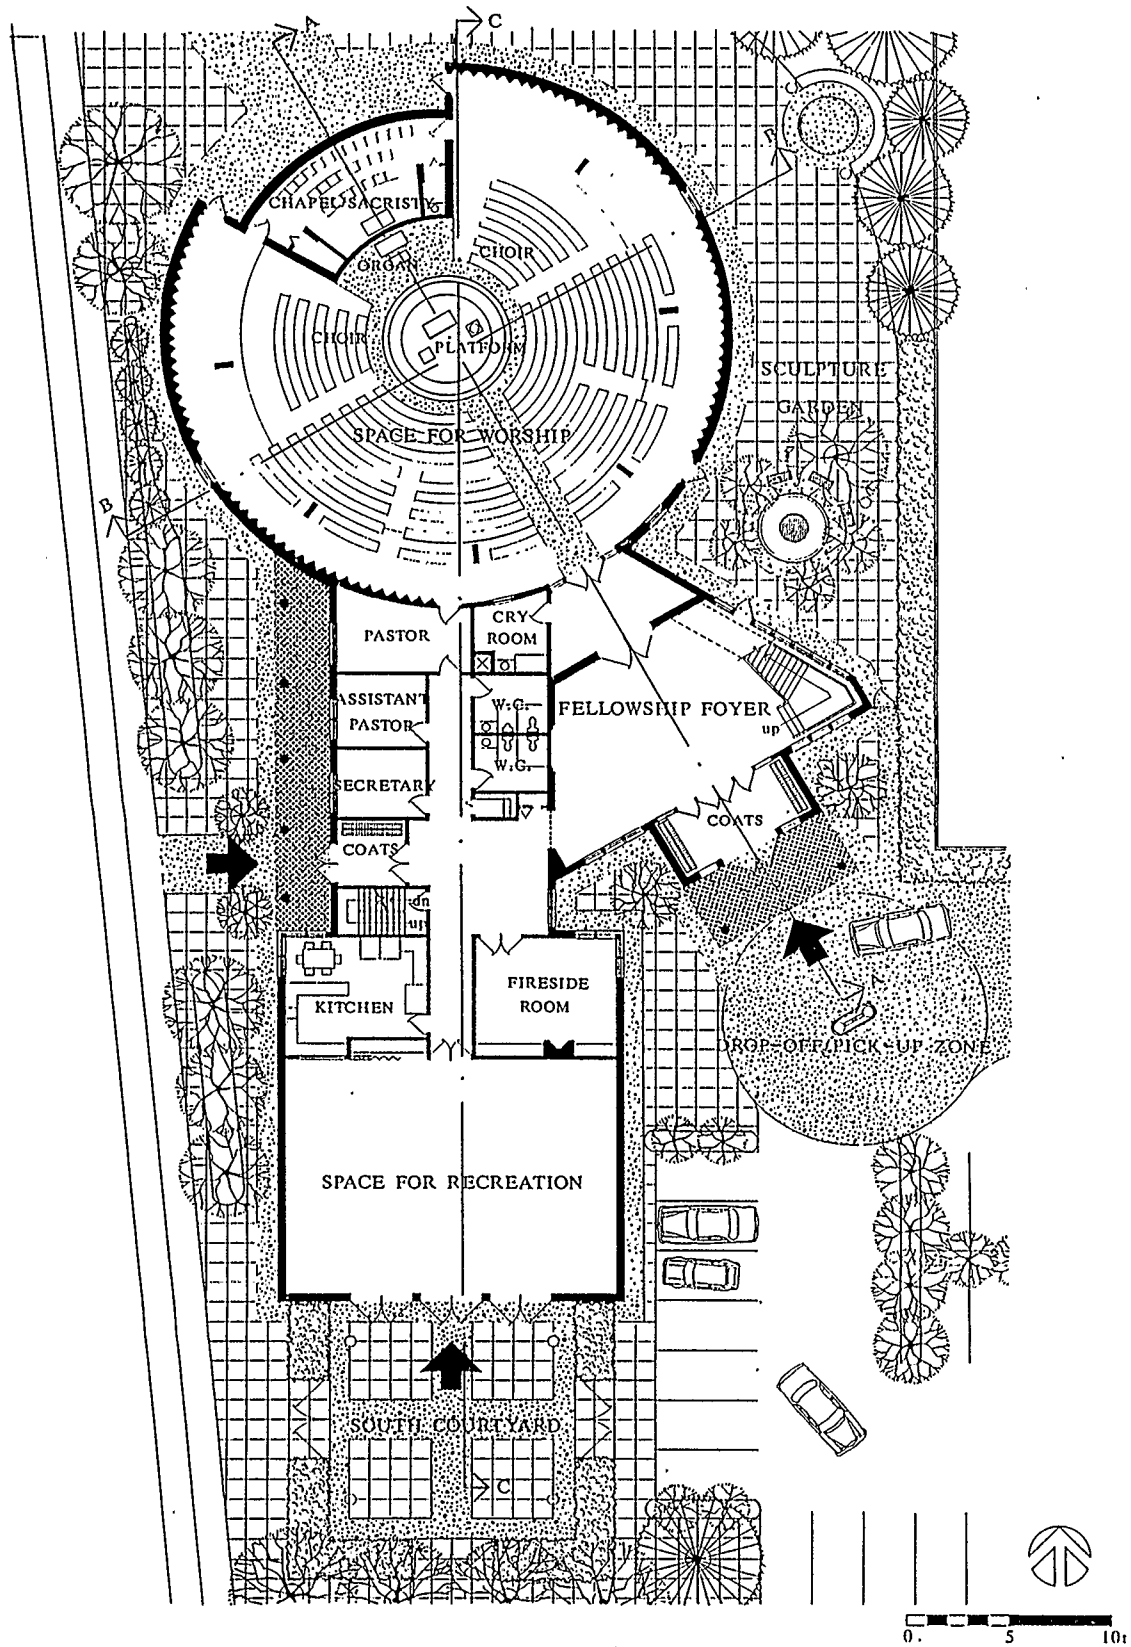 A
C
CHAPEL/SACRISTY
CHOIR
ORGAN
B
CHOIR
PLATFORM
SCULPTURE
GARDEN
SPACE FOR WORSHIP
B
PASTOR
CRY
ROOM
ASSISTANT
PASTOR
W.C.
FELLOWSHIP FOYER
up
W.C.
SECRETARY
COATS
COATS
dn
up
FIRESIDE
ROOM
KITCHEN
A
DROP-OFF/PICK-UP ZONE
SPACE FOR RECREATION
SOUTH COURTYARD
C
0. 5 10